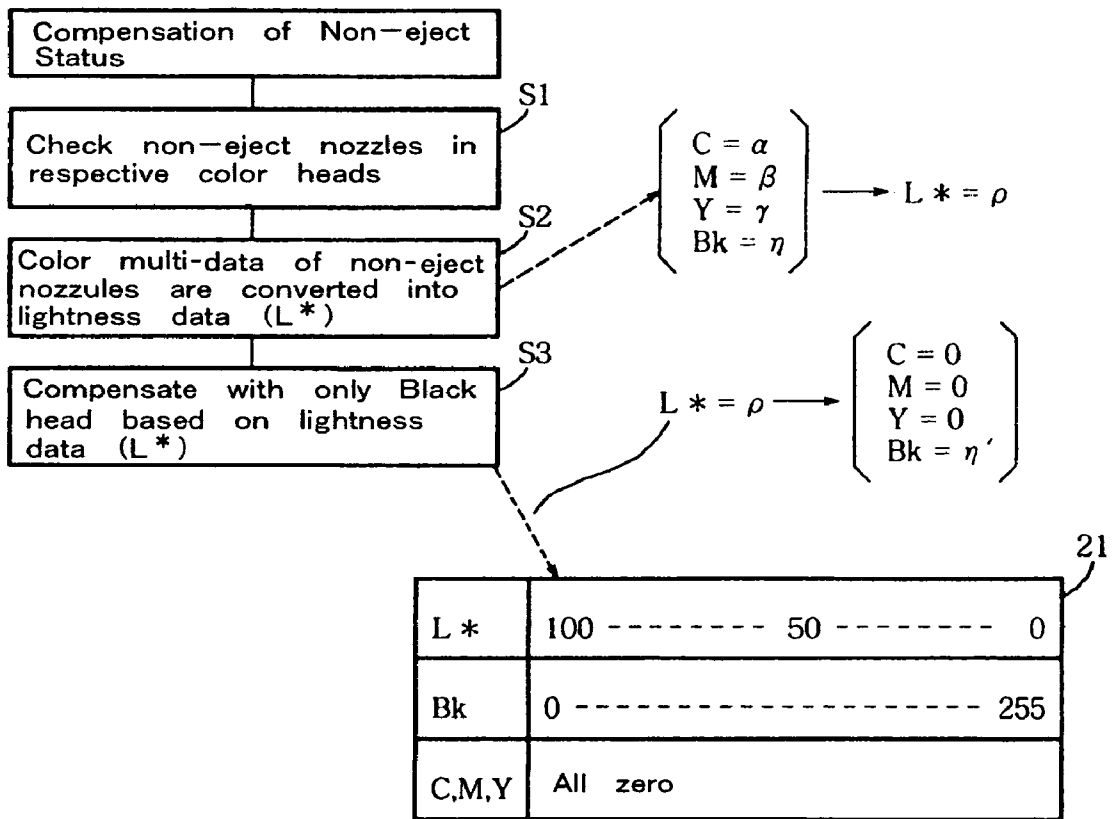 Compensation of Non-eject
Status
S1
Check non-eject nozzles in
respective color heads
C = α
M = β
Y = γ
Bk = η
L * = ρ
S2
Color multi-data of non-eject
nozzules are converted into
lightness data (L*)
S3
Compensate with only Black
head based on lightness
data (L*)
L * = ρ
C = 0
M = 0
Y = 0
Bk = η′
21
L * 100 -------- 50 -------- 0
Bk 0 --------------------- 255
C,M,Y All zero